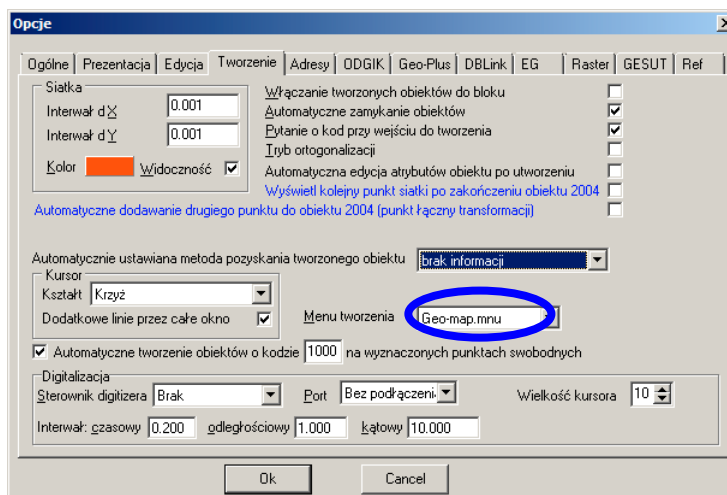 Opcje
Ogólne Prezentacja Edycja Tworzenie Adresy ODGIK Geo-Plus DBLink EG Raster GESUT Ref
Siatka
Interwał dX 0.001
Interwał dY 0.001
Kolor Widoczność
Włączanie tworzonych obiektów do bloku
Automatyczne zamykanie obiektów
Pytanie o kod przy wejściu do tworzenia
Tryb ortogonalizacji
Automatyczna edycja atrybutów obiektu po utworzeniu
Wyświetl kolejny punkt siatki po zakończeniu obiektu 2004
Automatyczne dodawanie drugiego punktu do obiektu 2004 (punkt łączny transformacji)
Automatycznie ustawiana metoda pozyskania tworzonego obiektu brak informacji
Kursor
Kształt Krzyż
Dodatkowe linie przez całe okno
Menu tworzenia Geo-map.mnu
Automatyczne tworzenie obiektów o kodzie 1000 na wyznaczonych punktach swobodnych
Digitalizacja
Sterownik digitizera Brak Port Bez podłączeni Wielkość kursora 10
Interwał: czasowy 0.200 odległościowy 1.000 kątowy 10.000
Ok Cancel